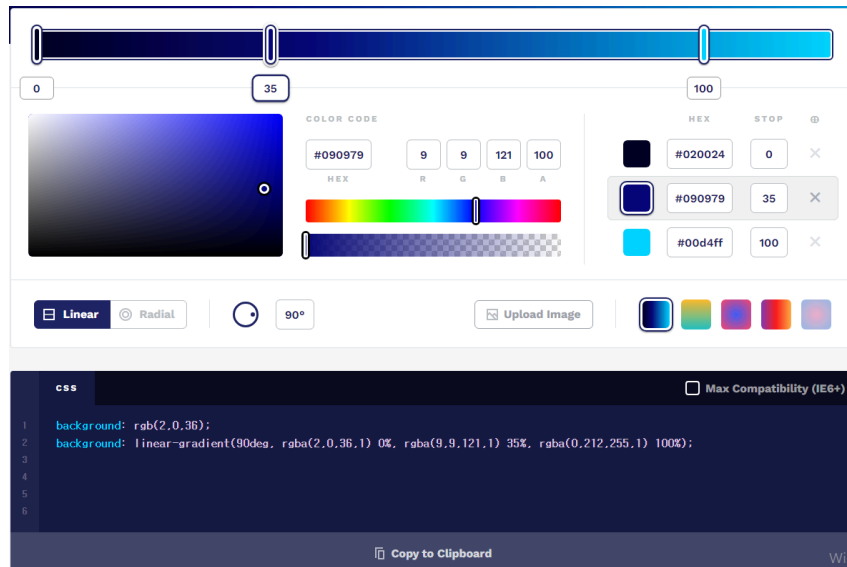 0
35
100
COLOR CODE
#090979
9
9
121
100
HEX
R
G
B
A
HEX
STOP
#020024
0
#090979
35
#00d4ff
100
Linear
Radial
90°
Upload Image
css
Max Compatibility (IE6+)
1
background: rgb(2,0,36);
2
background: linear-gradient(90deg, rgba(2,0,36,1) 0%, rgba(9,9,121,1) 35%, rgba(0,212,255,1) 100%);
3
4
5
6
Copy to Clipboard
Wi